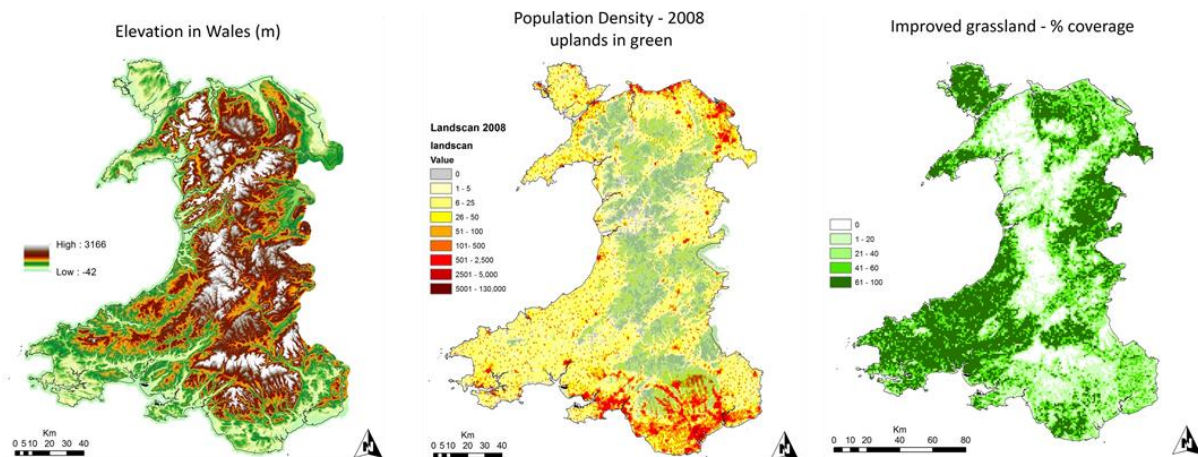 Elevation in Wales (m)
High : 3166
Low : -42
Km
0 5 10 20 30 40
N
Population Density - 2008
uplands in green
Landscan 2008
landscan
Value
0
1 - 5
6 - 25
26 - 50
51 - 100
101- 500
501 - 2,500
2501 - 5,000
5001 - 130,000
Km
0 5 10 20 30 40
N
Improved grassland - % coverage
0
1 - 20
21 - 40
41 - 60
61 - 100
Km
0 10 20 40 60 80
N